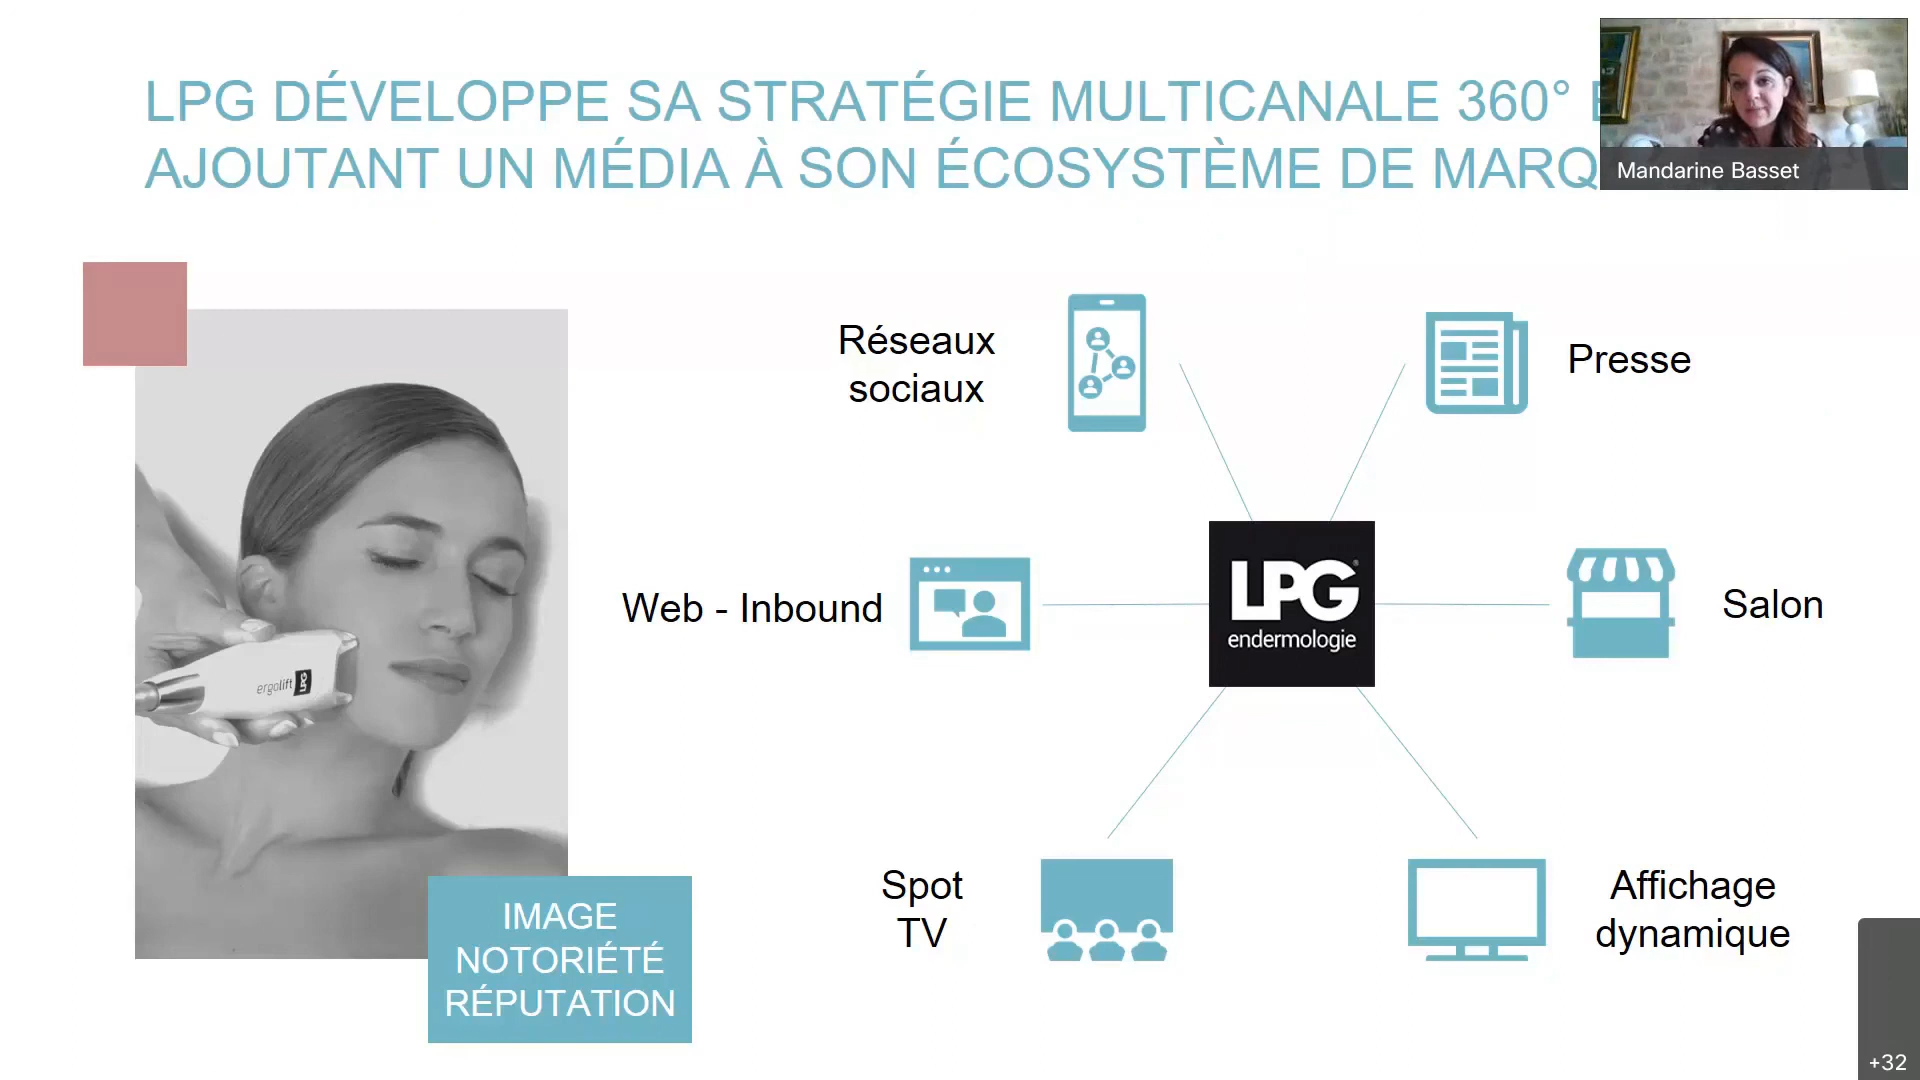 LPG DÉVELOPPE SA STRATÉGIE MULTICANALE 360°
AJOUTANT UN MÉDIA À SON ÉCOSYSTÈME DE MARQ
Mandarine Basset
Réseaux
sociaux
Presse
Web - Inbound
LPG
endermologie
Salon
ergolift LPG
Spot
TV
Affichage
dynamique
IMAGE
NOTORIÉTÉ
RÉPUTATION
+32